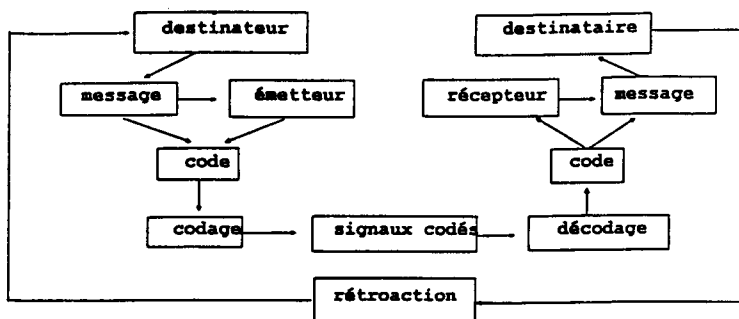 destinateur
destinataire
message
émetteur
récepteur
message
code
code
codage
signaux codés
décodage
rétroaction